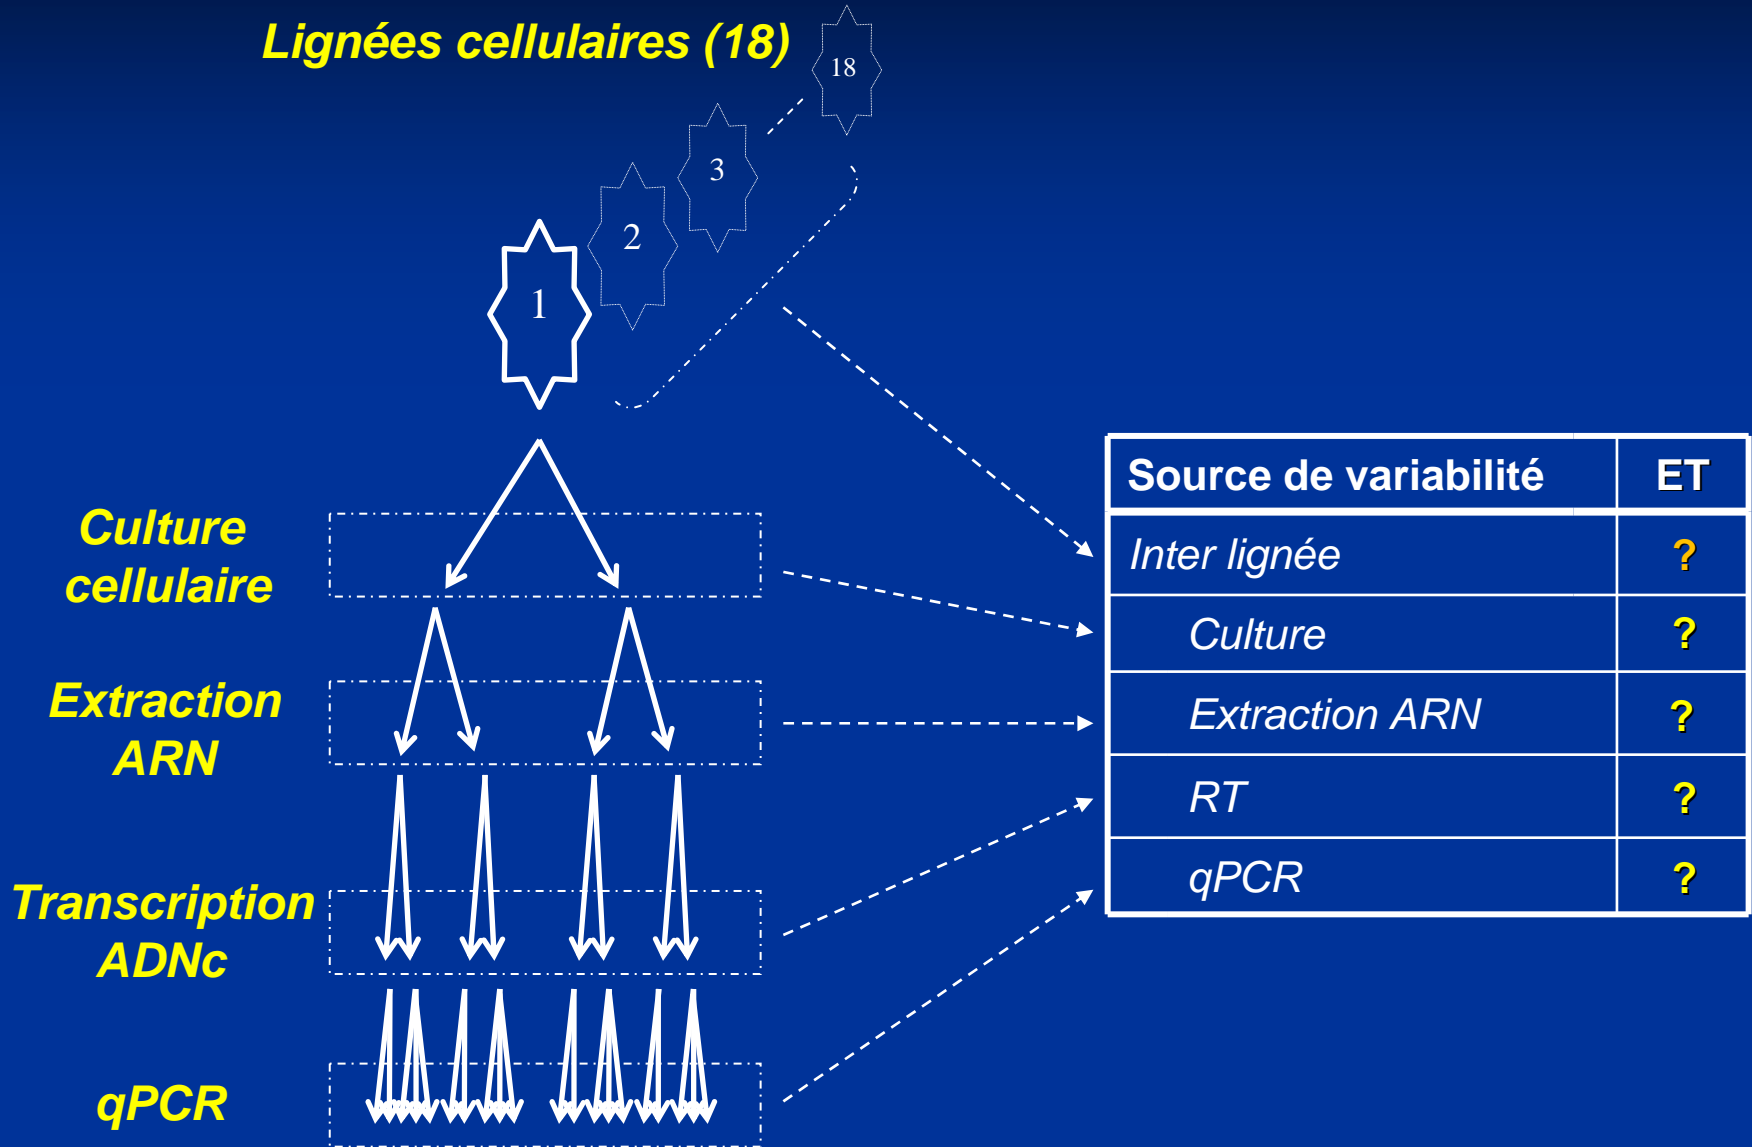 Lignées cellulaires (18)
18
3
2
1
Culture
cellulaire
Extraction
ARN
Transcription
ADNc
qPCR
Source de variabilité ET
Inter lignée ?
Culture ?
Extraction ARN ?
RT ?
qPCR ?